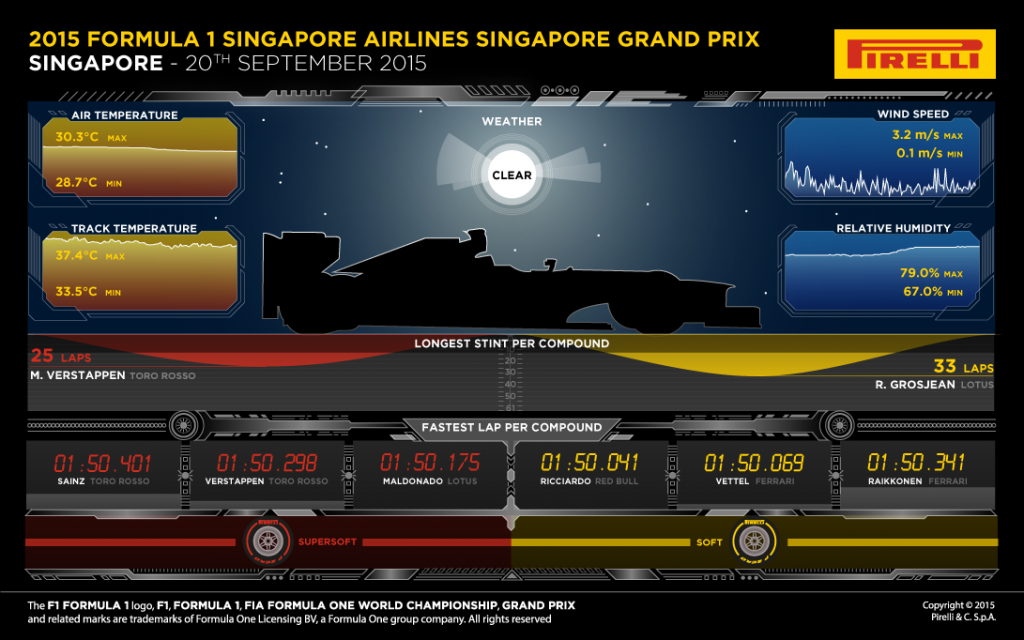 2015 FORMULA 1 SINGAPORE AIRLINES SINGAPORE GRAND PRIX
SINGAPORE - 20TH SEPTEMBER 2015
PIRELLI
AIR TEMPERATURE
30.3°C MAX
28.7°C MIN
WEATHER
CLEAR
WIND SPEED
3.2 m/s MAX
0.1 m/s MIN
TRACK TEMPERATURE
37.4°C MAX
33.5°C MIN
RELATIVE HUMIDITY
79.0% MAX
67.0% MIN
LONGEST STINT PER COMPOUND
25 LAPS
M. VERSTAPPEN TORO ROSSO
20
30
40
50
61
33 LAPS
R. GROSJEAN LOTUS
FASTEST LAP PER COMPOUND
01:50.401
SAINZ TORO ROSSO
01:50.298
VERSTAPPEN TORO ROSSO
01:50.175
MALDONADO LOTUS
01:50.041
RICCIARDO RED BULL
01:50.069
VETTEL FERRARI
01:50.341
RAIKKONEN FERRARI
SUPERSOFT
SOFT
The F1 FORMULA 1 logo, F1, FORMULA 1, FIA FORMULA ONE WORLD CHAMPIONSHIP, GRAND PRIX
and related marks are trademarks of Formula One Licensing BV, a Formula One group company. All rights reserved
Copyright © 2015
Pirelli & C. S.p.A.